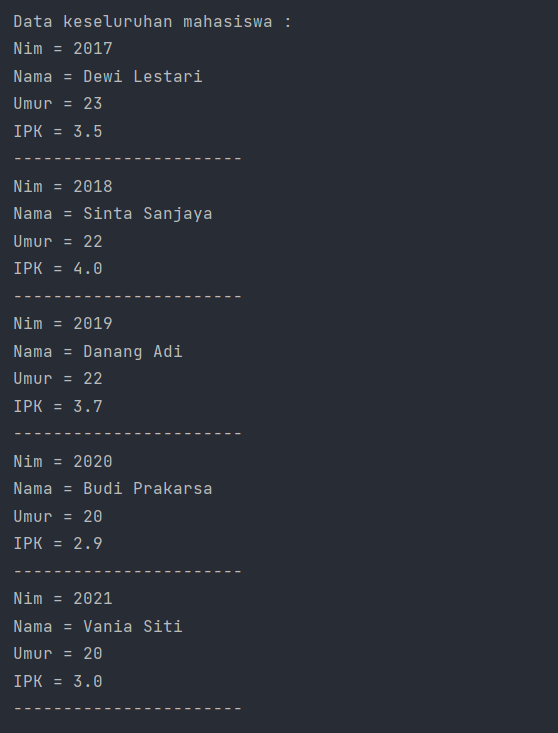 Data keseluruhan mahasiswa :
Nim = 2017
Nama = Dewi Lestari
Umur = 23
IPK = 3.5
-----------------------
Nim = 2018
Nama = Sinta Sanjaya
Umur = 22
IPK = 4.0
-----------------------
Nim = 2019
Nama = Danang Adi
Umur = 22
IPK = 3.7
-----------------------
Nim = 2020
Nama = Budi Prakarsa
Umur = 20
IPK = 2.9
-----------------------
Nim = 2021
Nama = Vania Siti
Umur = 20
IPK = 3.0
-----------------------